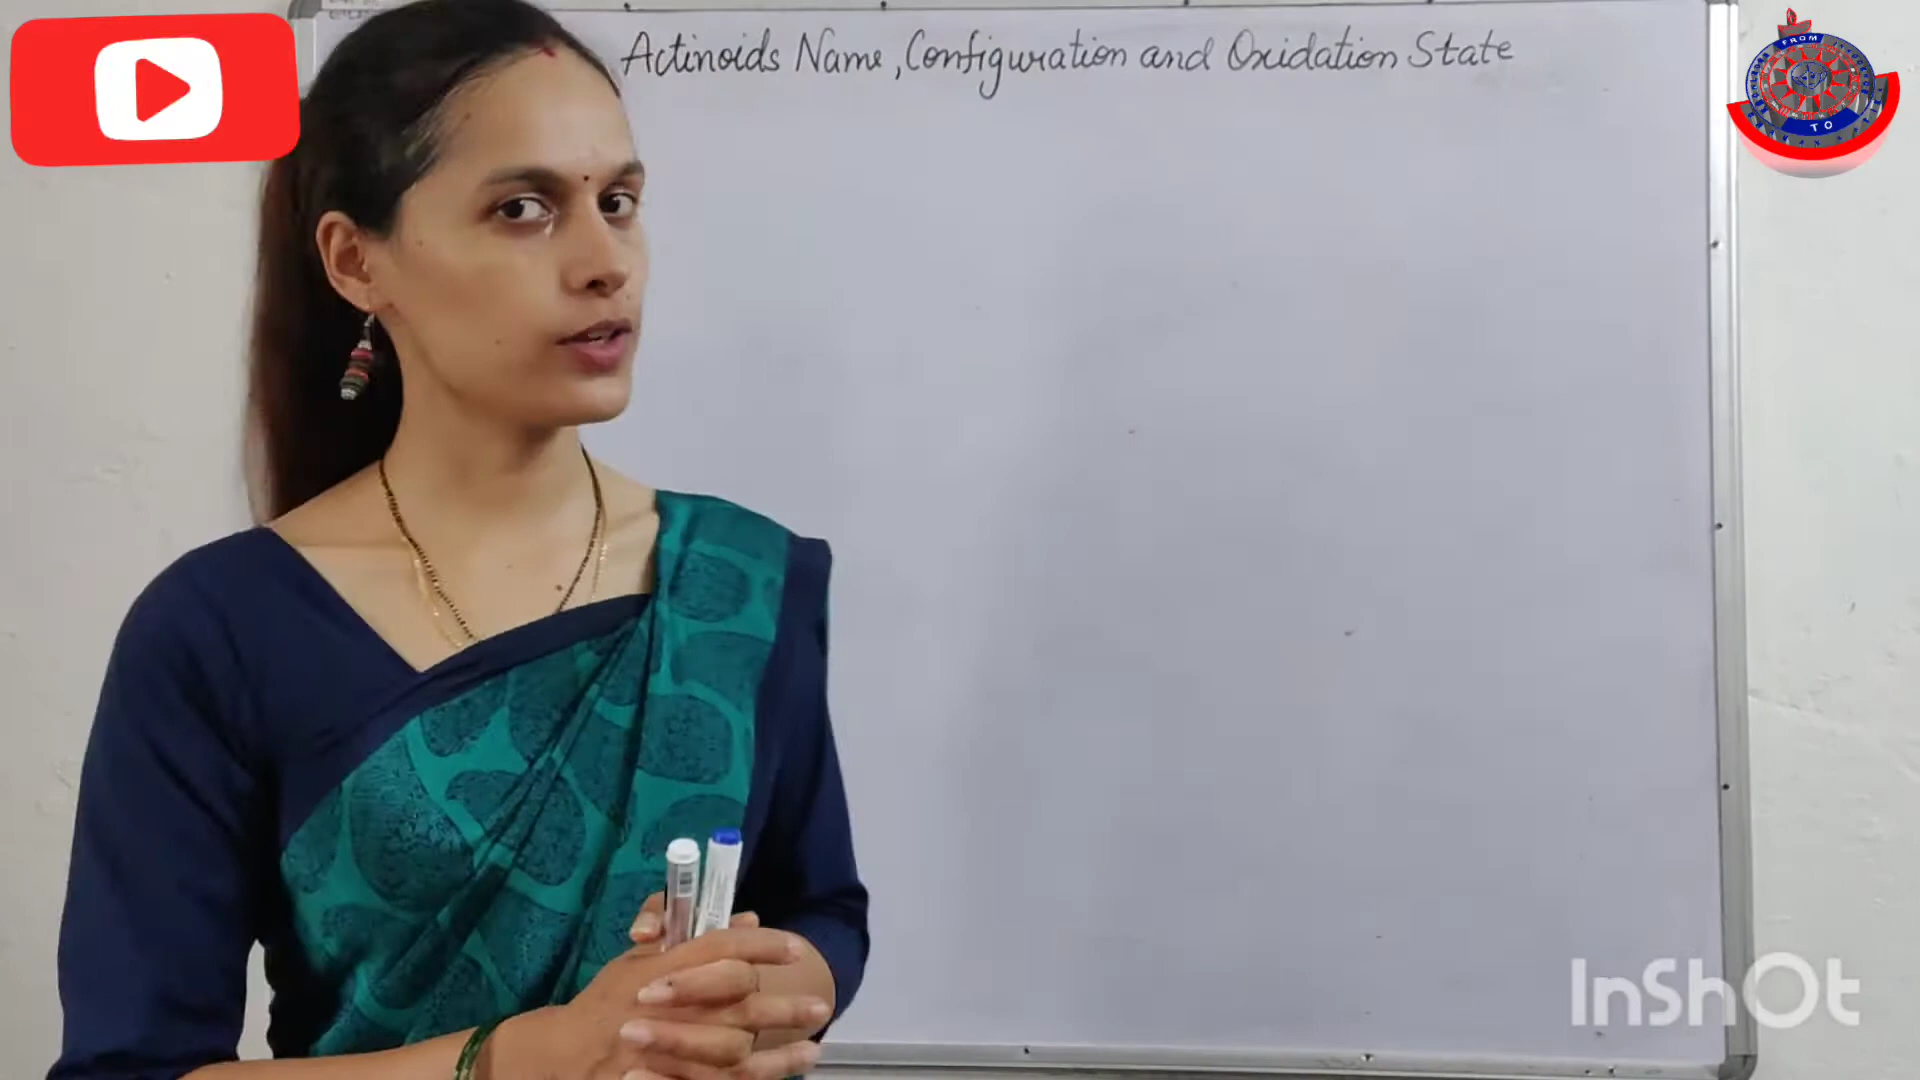 Actinoids Name, Configuration and Oxidation State
FROM
TO
InShOt